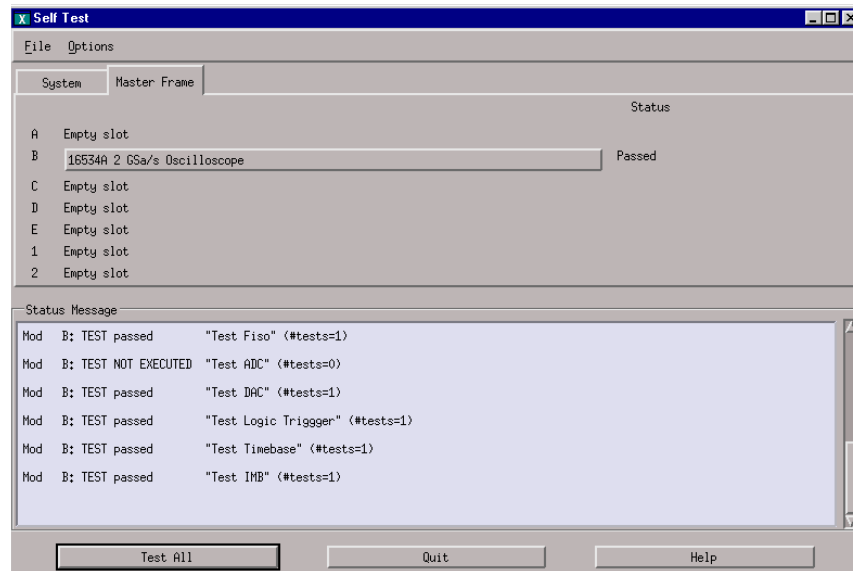 X Self Test
File Options
System Master Frame
Status
A Empty slot
B 16534A 2 GSa/s Oscilloscope Passed
C Empty slot
D Empty slot
E Empty slot
1 Empty slot
2 Empty slot
Status Message
Mod B: TEST passed "Test Fiso" (#tests=1)
Mod B: TEST NOT EXECUTED "Test ADC" (#tests=0)
Mod B: TEST passed "Test DAC" (#tests=1)
Mod B: TEST passed "Test Logic Triggger" (#tests=1)
Mod B: TEST passed "Test Timebase" (#tests=1)
Mod B: TEST passed "Test IMB" (#tests=1)
Test All Quit Help